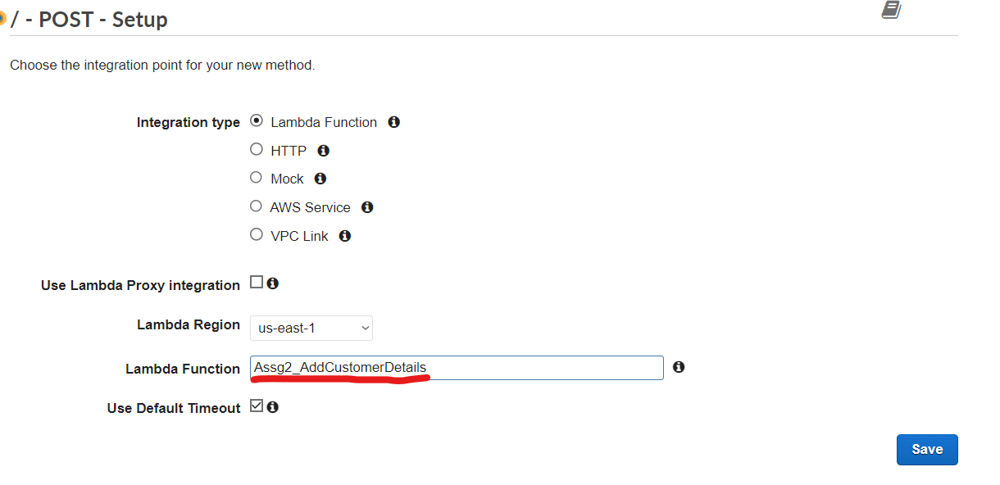 / - POST - Setup
Choose the integration point for your new method.
Integration type Lambda Function
HTTP
Mock
AWS Service
VPC Link
Use Lambda Proxy integration
Lambda Region us-east-1
Lambda Function Assg2_AddCustomerDetails
Use Default Timeout
Save